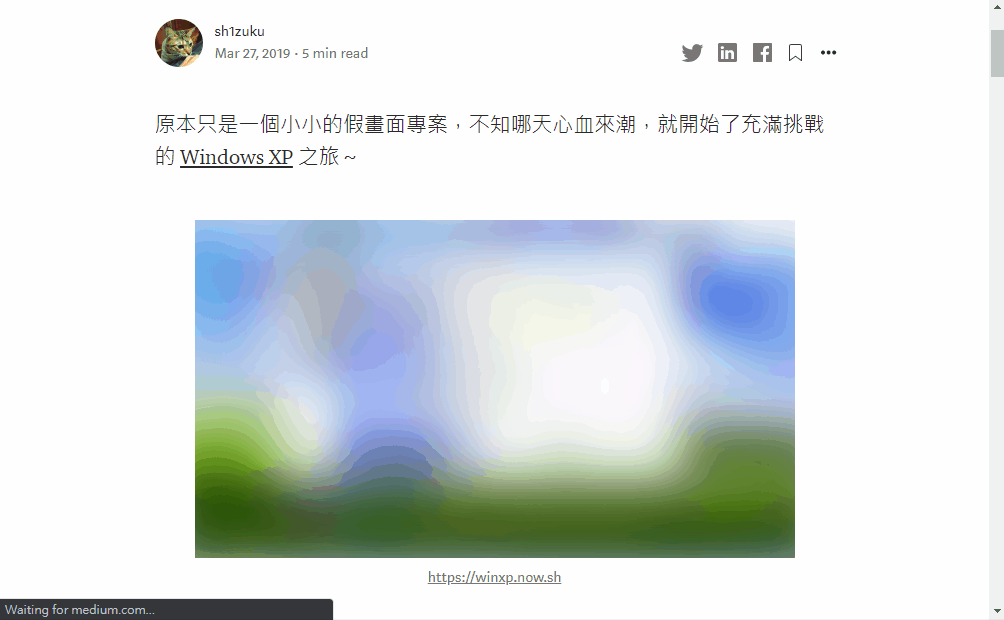 sh1zuku
Mar 27, 2019 · 5 min read
原本只是一個小小的假畫面專案，不知哪天心血來潮，就開始了充滿挑戰
的 Windows XP 之旅～
https://winxp.now.sh
Waiting for medium.com...